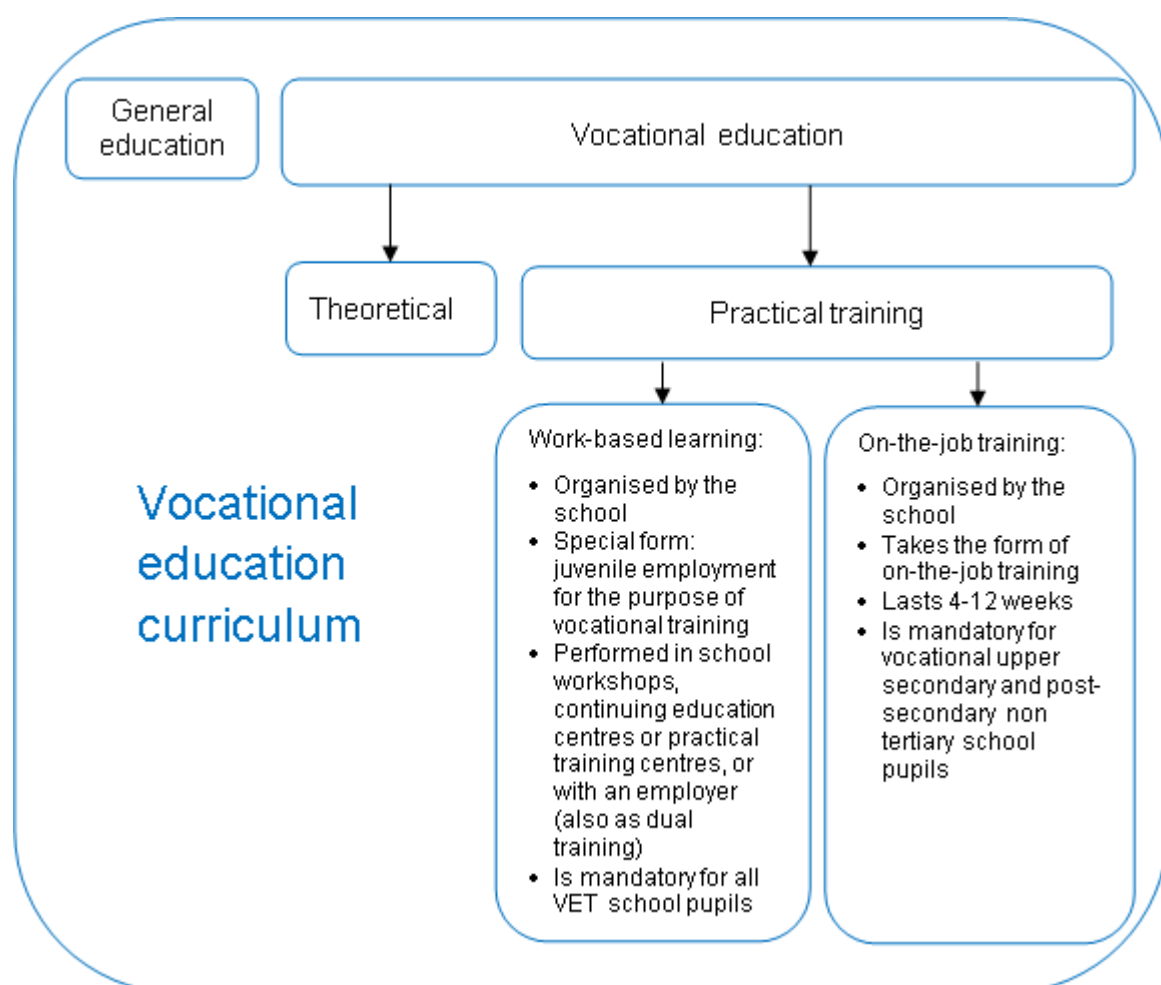 General
education
Vocational education
Theoretical
Practical training
Vocational
education
curriculum
Work-based learning:
• Organised by the
school
• Special form:
juvenile employment
for the purpose of
vocational training
• Performed in school
workshops,
continuing education
centres or practical
training centres, or
with an employer
(also as dual
training)
• Is mandatory for all
VET school pupils
On-the-job training:
• Organised by the
school
• Takes the form of
on-the-job training
• Lasts 4-12 weeks
• Is mandatory for
vocational upper
secondary and post-
secondary non
tertiary school
pupils